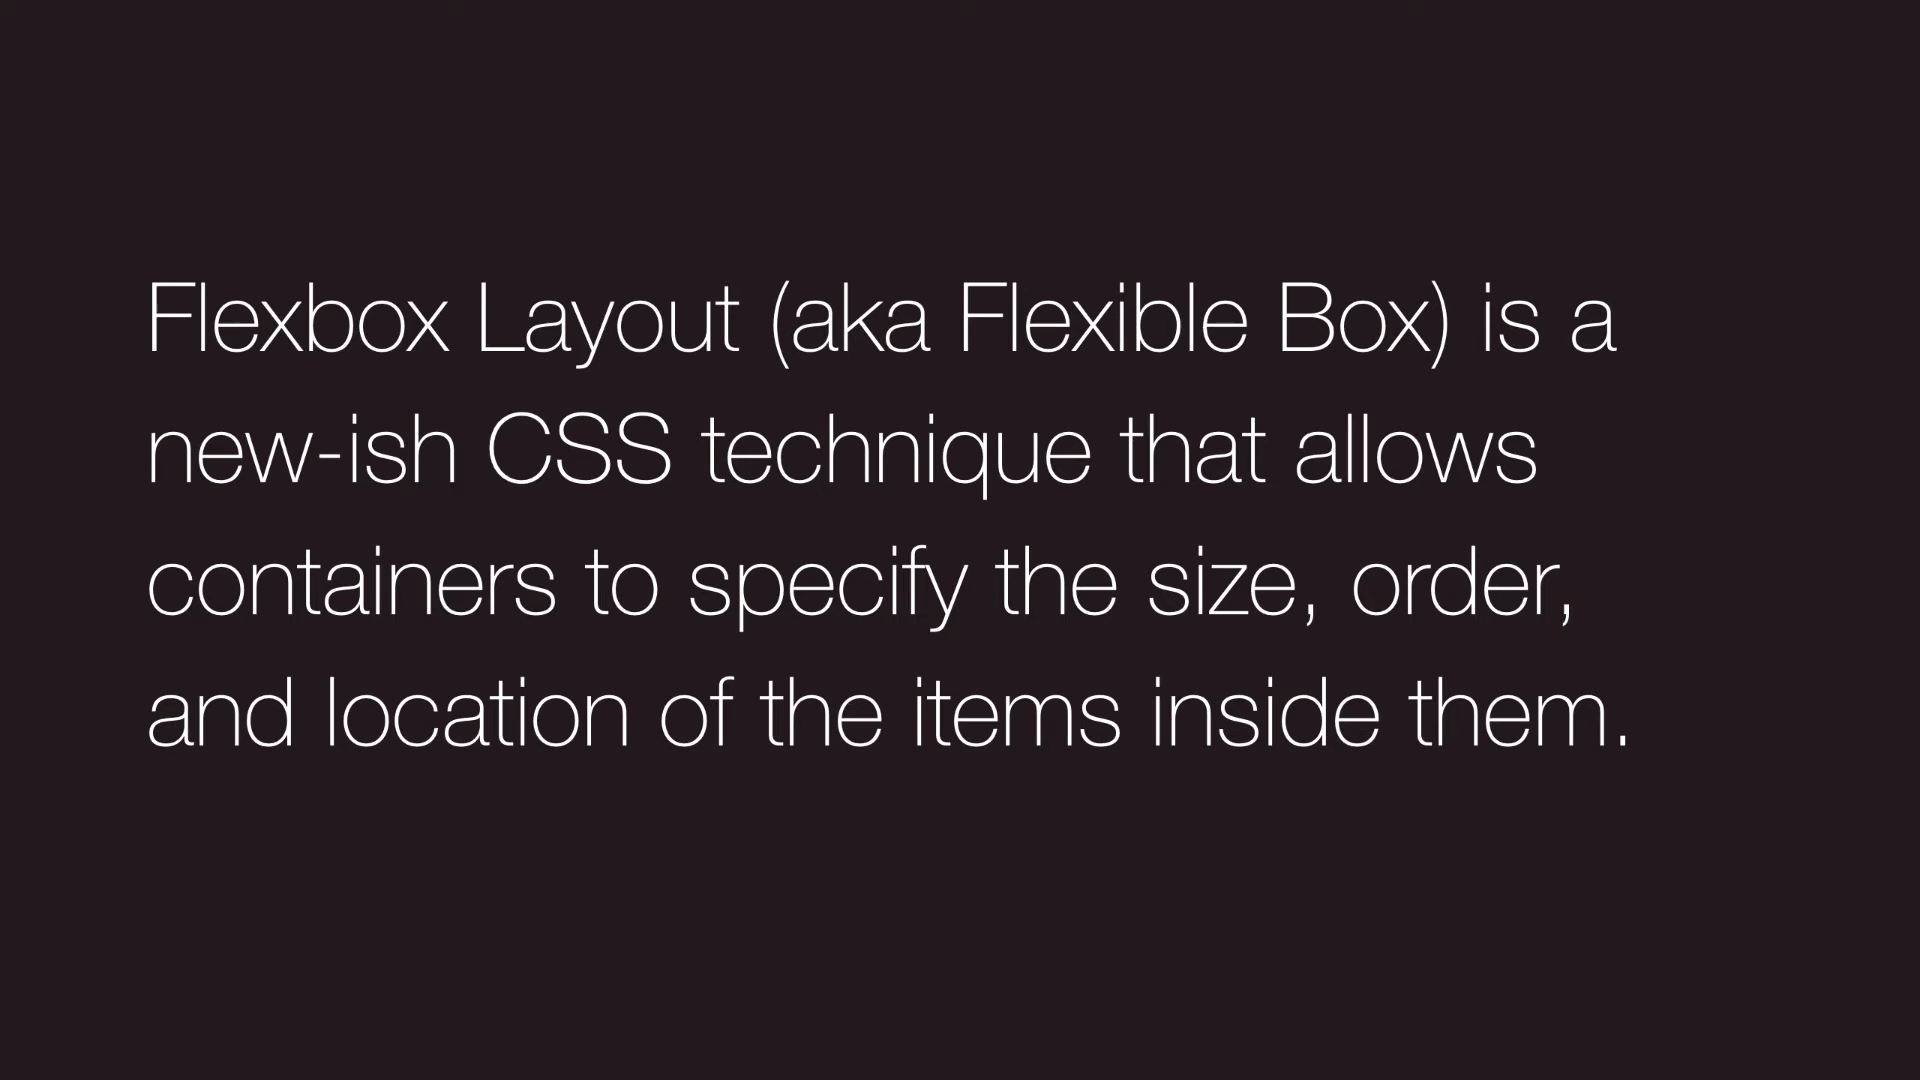 Flexbox Layout (aka Flexible Box) is a
new-ish CSS technique that allows
containers to specify the size, order,
and location of the items inside them.